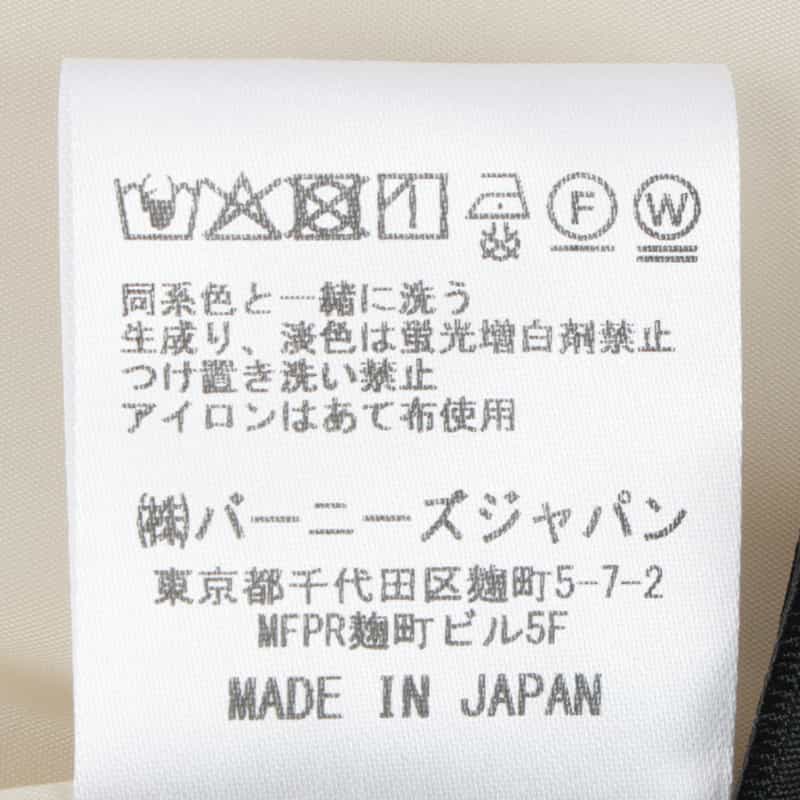 F W
同系色と一緒に洗う
生成り、淡色は蛍光増白剤禁止
つけ置き洗い禁止
アイロンはあて布使用
㈱バーニーズジャパン
東京都千代田区麹町5-7-2
MFPR麹町ビル5F
MADE IN JAPAN